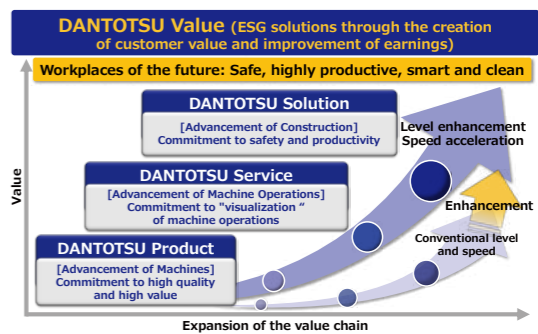 DANTOTSU Value (ESG solutions through the creation
of customer value and improvement of earnings)
Workplaces of the future: Safe, highly productive, smart and clean
DANTOTSU Solution
[Advancement of Construction]
Commitment to safety and productivity
Level enhancement
Speed acceleration
DANTOTSU Service
[Advancement of Machine Operations]
Commitment to "visualization "
of machine operations
Enhancement
DANTOTSU Product
[Advancement of Machines]
Commitment to high quality
and high value
Conventional level
and speed
Value
Expansion of the value chain